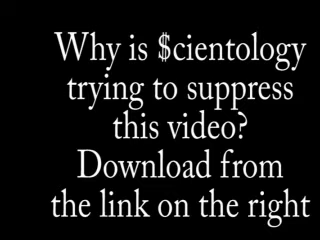 Why is $cientology
trying to suppress
this video?
Download from
the link on the right